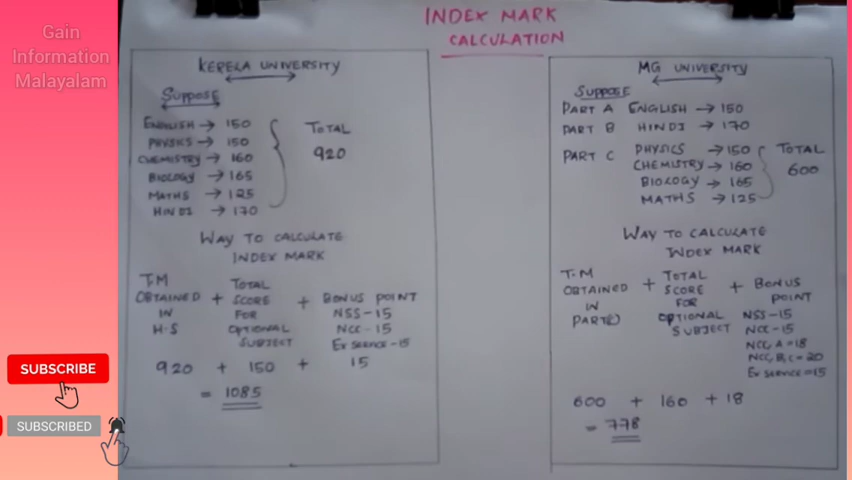 Gain
Information
Malayalam
INDEX MARK
CALCULATION
KERELA UNIVERSITY
SUPPOSE
ENGLISH → 150
PHYSICS → 150
CHEMISTRY → 160
BIOLOGY → 165
MATHS → 125
HINDI → 170
TOTAL
920
WAY TO CALCULATE
INDEX MARK
T.M
OBTAINED
IN
H.S
+
TOTAL
SCORE
FOR
OPTIONAL
SUBJECT
+
BONUS POINT
NSS-15
NCC-15
Ex service-15
920 + 150 + 15
= 1085
MG UNIVERSITY
SUPPOSE
PART A ENGLISH → 150
PART B HINDI → 170
PART C PHYSICS → 150
CHEMISTRY → 160
BIOLOGY → 165
MATHS → 125
TOTAL
600
WAY TO CALCULATE
INDEX MARK
T.M
OBTAINED
IN
PART
+
TOTAL
SCORE
FOR
OPTIONAL
SUBJECT
+
BONUS
POINT
NSS-15
NCC-15
NCC A=18
NCC B,C=20
Ex service=15
600 + 160 + 18
= 778
SUBSCRIBE
SUBSCRIBED